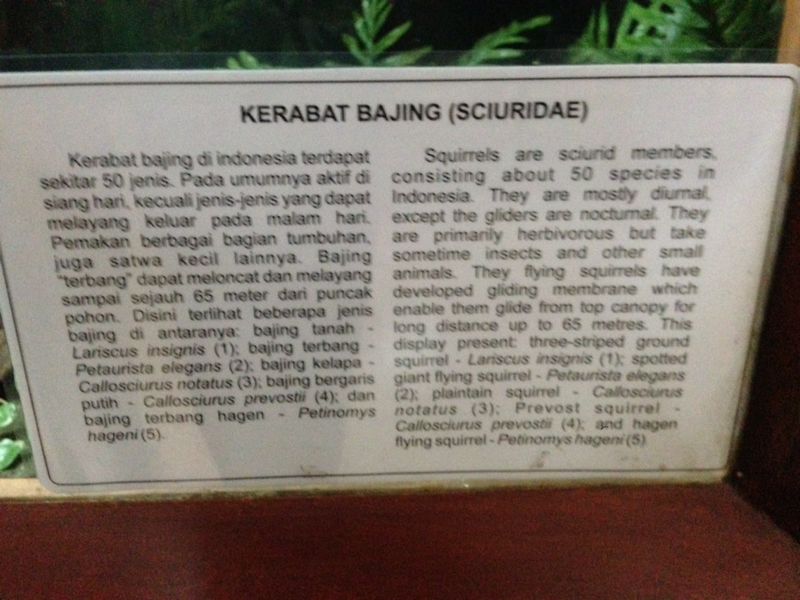 KERABAT BAJING (SCIURIDAE)
Kerabat bajing di indonesia terdapat
sekitar 50 jenis. Pada umumnya aktif di
siang hari, kecuali jenis-jenis yang dapat
melayang keluar pada malam hari.
Pemakan berbagai bagian tumbuhan,
juga satwa kecil lainnya. Bajing
"terbang" dapat meloncat dan melayang
sampai sejauh 65 meter dari puncak
pohon. Disini terlihat beberapa jenis
bajing di antaranya: bajing tanah -
Lariscus insignis (1); bajing terbang -
Petaurista elegans (2); bajing kelapa -
Callosciurus notatus (3); bajing bergaris
putih - Callosciurus prevostii (4); dan
bajing terbang hagen - Petinomys
hageni (5).
Squirrels are sciurid members,
consisting about 50 species in
Indonesia. They are mostly diurnal,
except the gliders are nocturnal. They
are primarily herbivorous but take
sometime insects and other small
animals. They flying squirrels have
developed gliding membrane which
enable them glide from top canopy for
long distance up to 65 metres. This
display present: three-striped ground
squirrel - Lariscus insignis (1); spotted
giant flying squirrel - Petaurista elegans
(2); plaintain squirrel - Callosciurus
notatus (3); Prevost squirrel -
Callosciurus prevostii (4); and hagen
flying squirrel - Petinomys hageni (5)